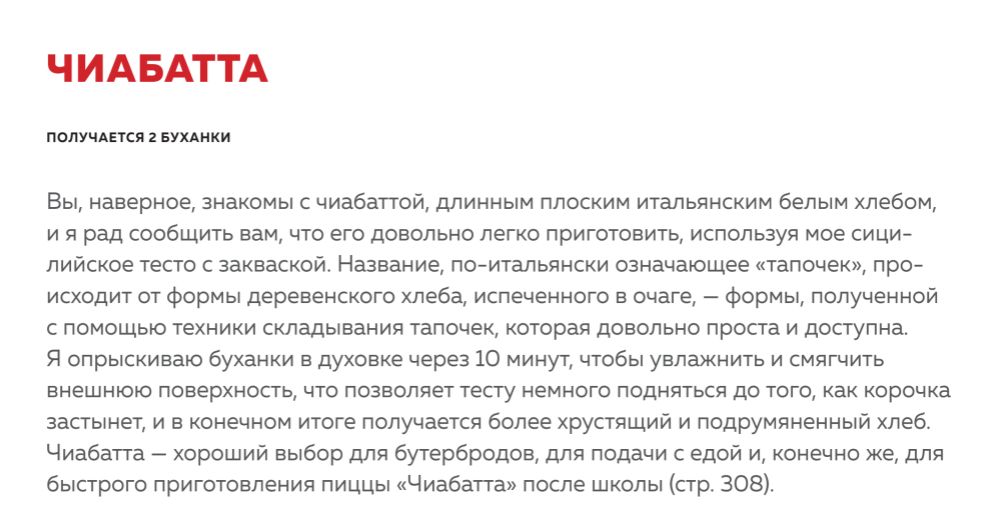 ЧИАБАТТА
ПОЛУЧАЕТСЯ 2 БУХАНКИ
Вы, наверное, знакомы с чиабаттой, длинным плоским итальянским белым хлебом,
и я рад сообщить вам, что его довольно легко приготовить, используя мое сици-
лийское тесто с закваской. Название, по-итальянски означающее «тапочек», про-
исходит от формы деревенского хлеба, испеченного в очаге, — формы, полученной
с помощью техники складывания тапочек, которая довольно проста и доступна.
Я опрыскиваю буханки в духовке через 10 минут, чтобы увлажнить и смягчить
внешнюю поверхность, что позволяет тесту немного подняться до того, как корочка
застынет, и в конечном итоге получается более хрустящий и подрумяненный хлеб.
Чиабатта — хороший выбор для бутербродов, для подачи с едой и, конечно же, для
быстрого приготовления пиццы «Чиабатта» после школы (стр. 308).